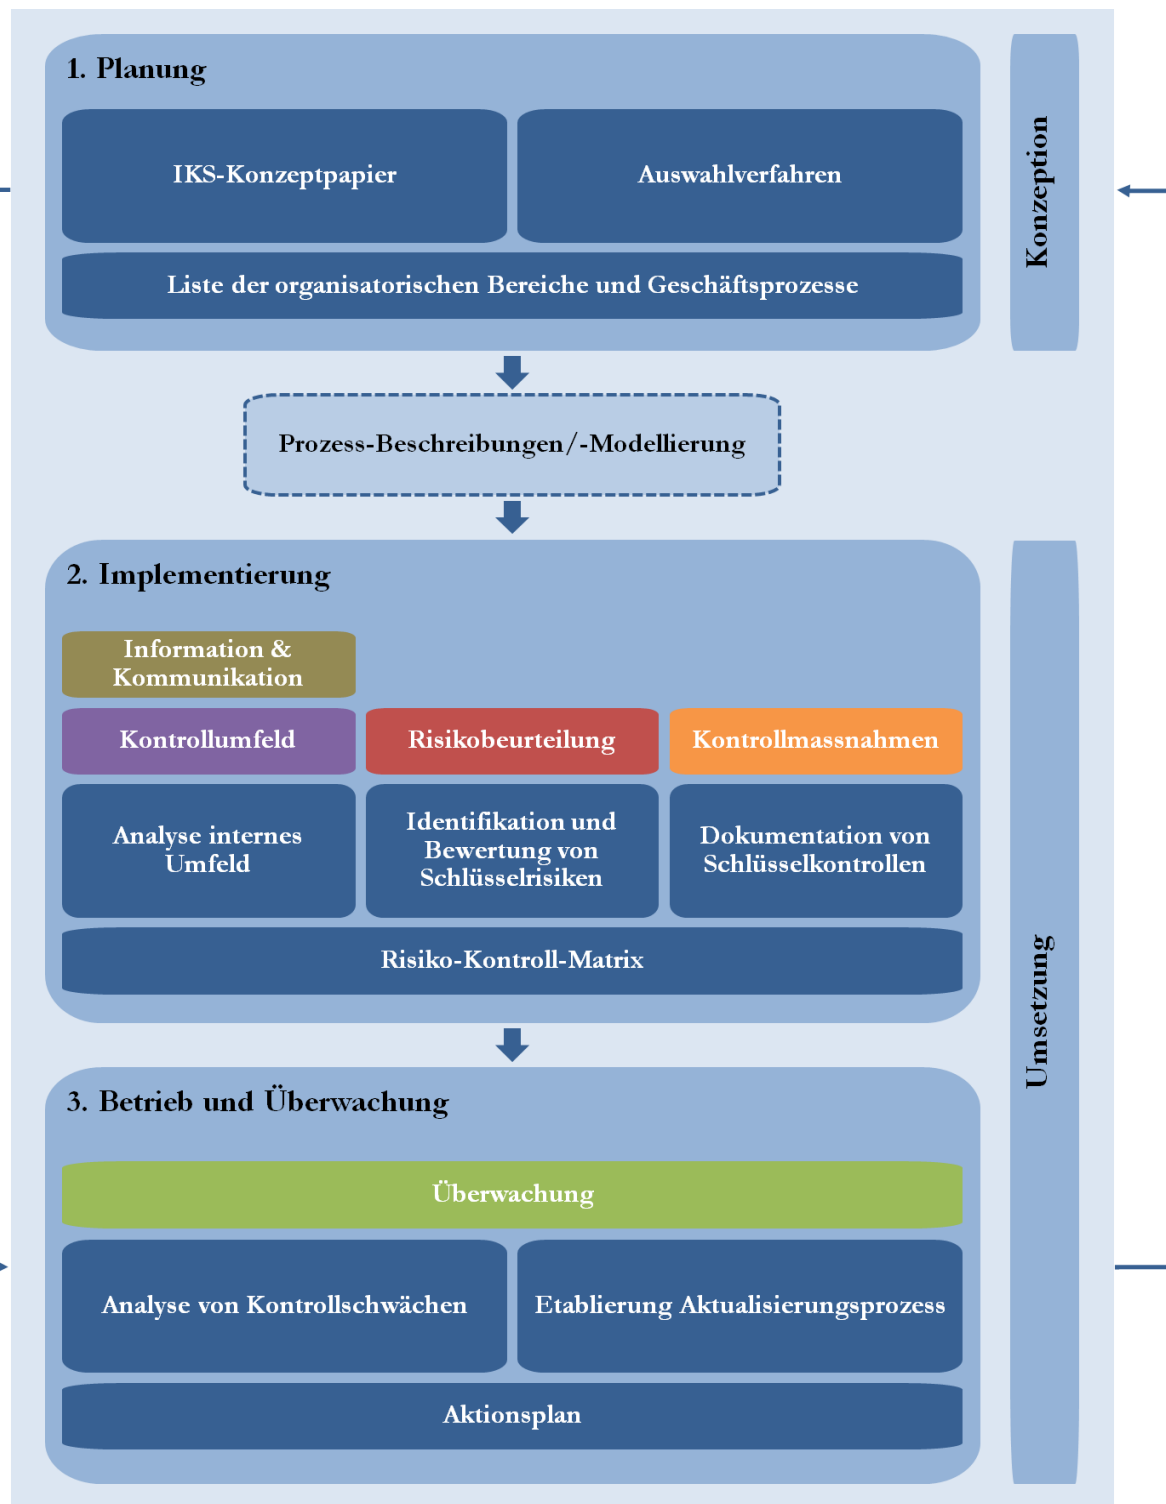 1. Planung
IKS-Konzeptpapier
Auswahlverfahren
Liste der organisatorischen Bereiche und Geschäftsprozesse
Konzeption
Prozess-Beschreibungen/-Modellierung
2. Implementierung
Information &
Kommunikation
Kontrollumfeld
Risikobeurteilung
Kontrollmassnahmen
Analyse internes
Umfeld
Identifikation und
Bewertung von
Schlüsselrisiken
Dokumentation von
Schlüsselkontrollen
Risiko-Kontroll-Matrix
Umsetzung
3. Betrieb und Überwachung
Überwachung
Analyse von Kontrollschwächen
Etablierung Aktualisierungsprozess
Aktionsplan